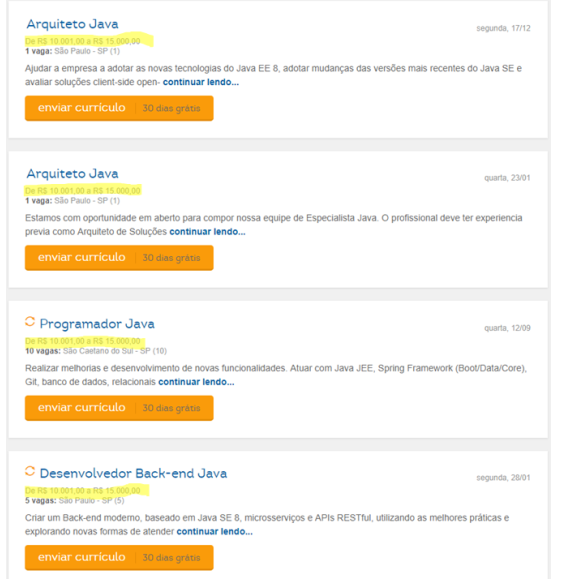 Arquiteto Java
segunda, 17/12
De R$ 10.001,00 a R$ 15.000,00
1 vaga: São Paulo - SP (1)
Ajudar a empresa a adotar as novas tecnologias do Java EE 8, adotar mudanças das versões mais recentes do Java SE e
avaliar soluções client-side open- continuar lendo...
enviar currículo | 30 dias grátis
Arquiteto Java
quarta, 23/01
De R$ 10.001,00 a R$ 15.000,00
1 vaga: São Paulo - SP (1)
Estamos com oportunidade em aberto para compor nossa equipe de Especialista Java. O profissional deve ter experiencia
previa como Arquiteto de Soluções continuar lendo...
enviar currículo | 30 dias grátis
Programador Java
quarta, 12/09
De R$ 10.001,00 a R$ 15.000,00
10 vagas: São Caetano do Sul - SP (10)
Realizar melhorias e desenvolvimento de novas funcionalidades. Atuar com Java JEE, Spring Framework (Boot/Data/Core),
Git, banco de dados, relacionais continuar lendo...
enviar currículo | 30 dias grátis
Desenvolvedor Back-end Java
segunda, 28/01
De R$ 10.001,00 a R$ 15.000,00
5 vagas: São Paulo - SP (5)
Criar um Back-end moderno, baseado em Java SE 8, microsserviços e APIs RESTful, utilizando as melhores práticas e
explorando novas formas de atender continuar lendo...
enviar currículo | 30 dias grátis